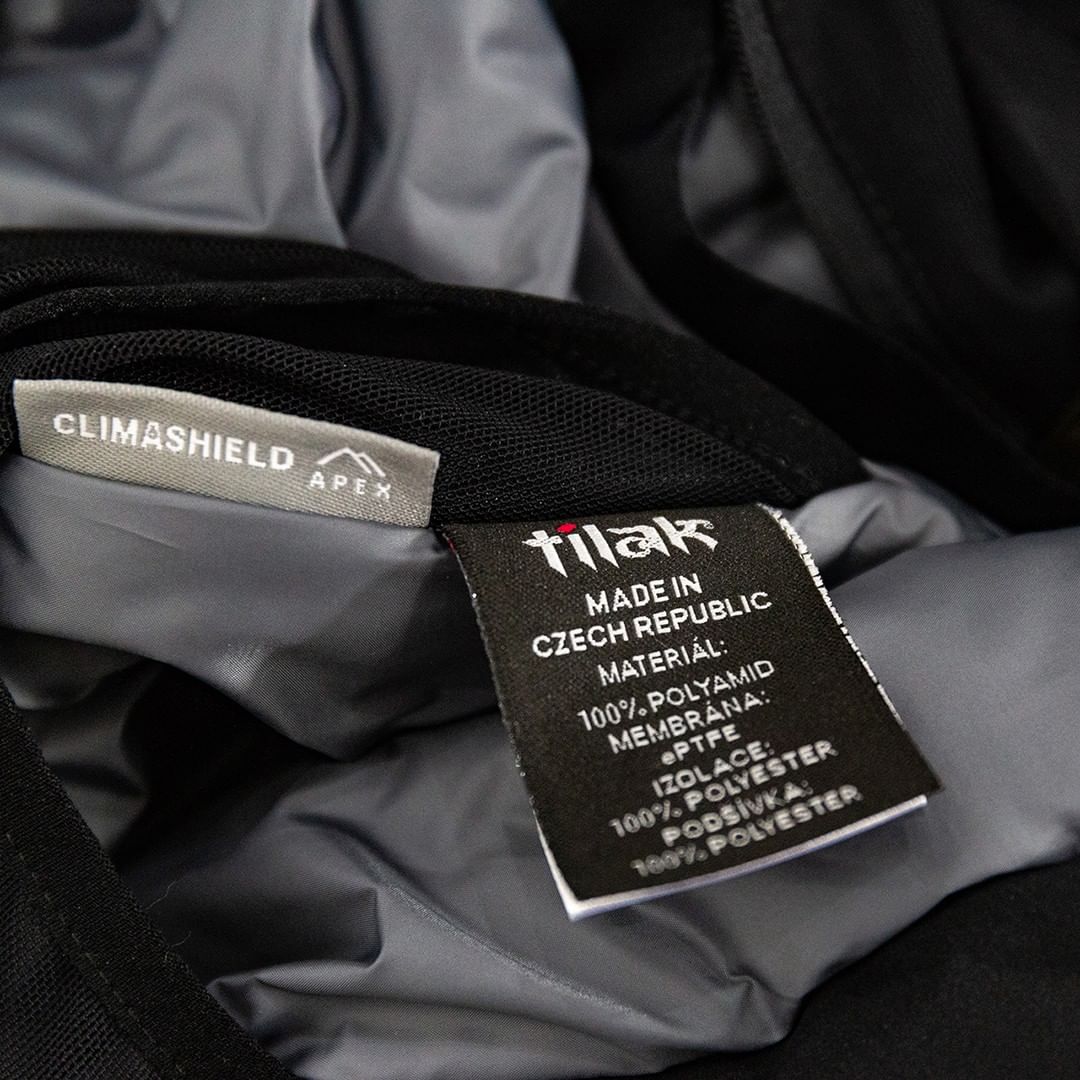 CLIMASHIELD
APEX
tilak
MADE IN
CZECH REPUBLIC
MATERIÁL:
100% POLYAMID
MEMBRÁNA:
ePTFE
IZOLACE:
100% POLYESTER
PODŠÍVKA:
100% POLYESTER